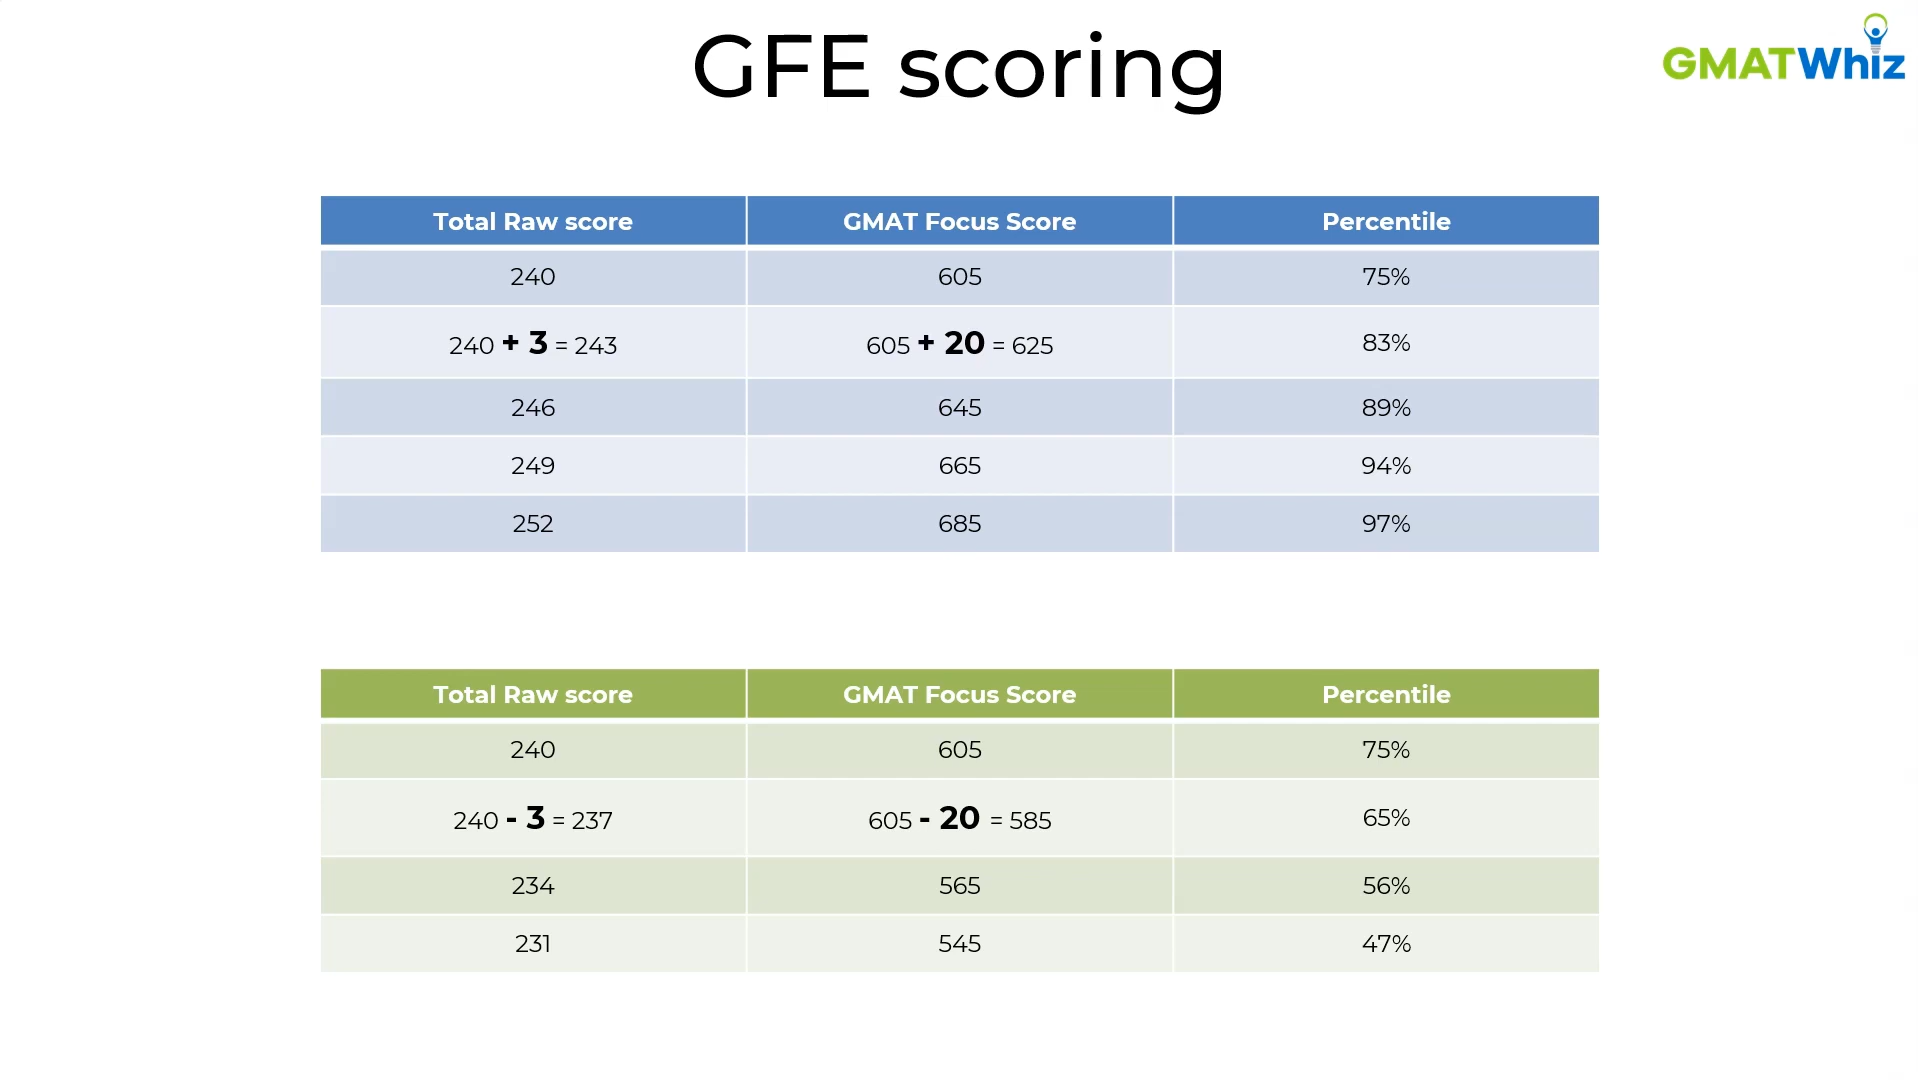 GFE scoring
GMATWhiz
Total Raw score GMAT Focus Score Percentile
240 605 75%
240 + 3 = 243 605 + 20 = 625 83%
246 645 89%
249 665 94%
252 685 97%
Total Raw score GMAT Focus Score Percentile
240 605 75%
240 - 3 = 237 605 - 20 = 585 65%
234 565 56%
231 545 47%